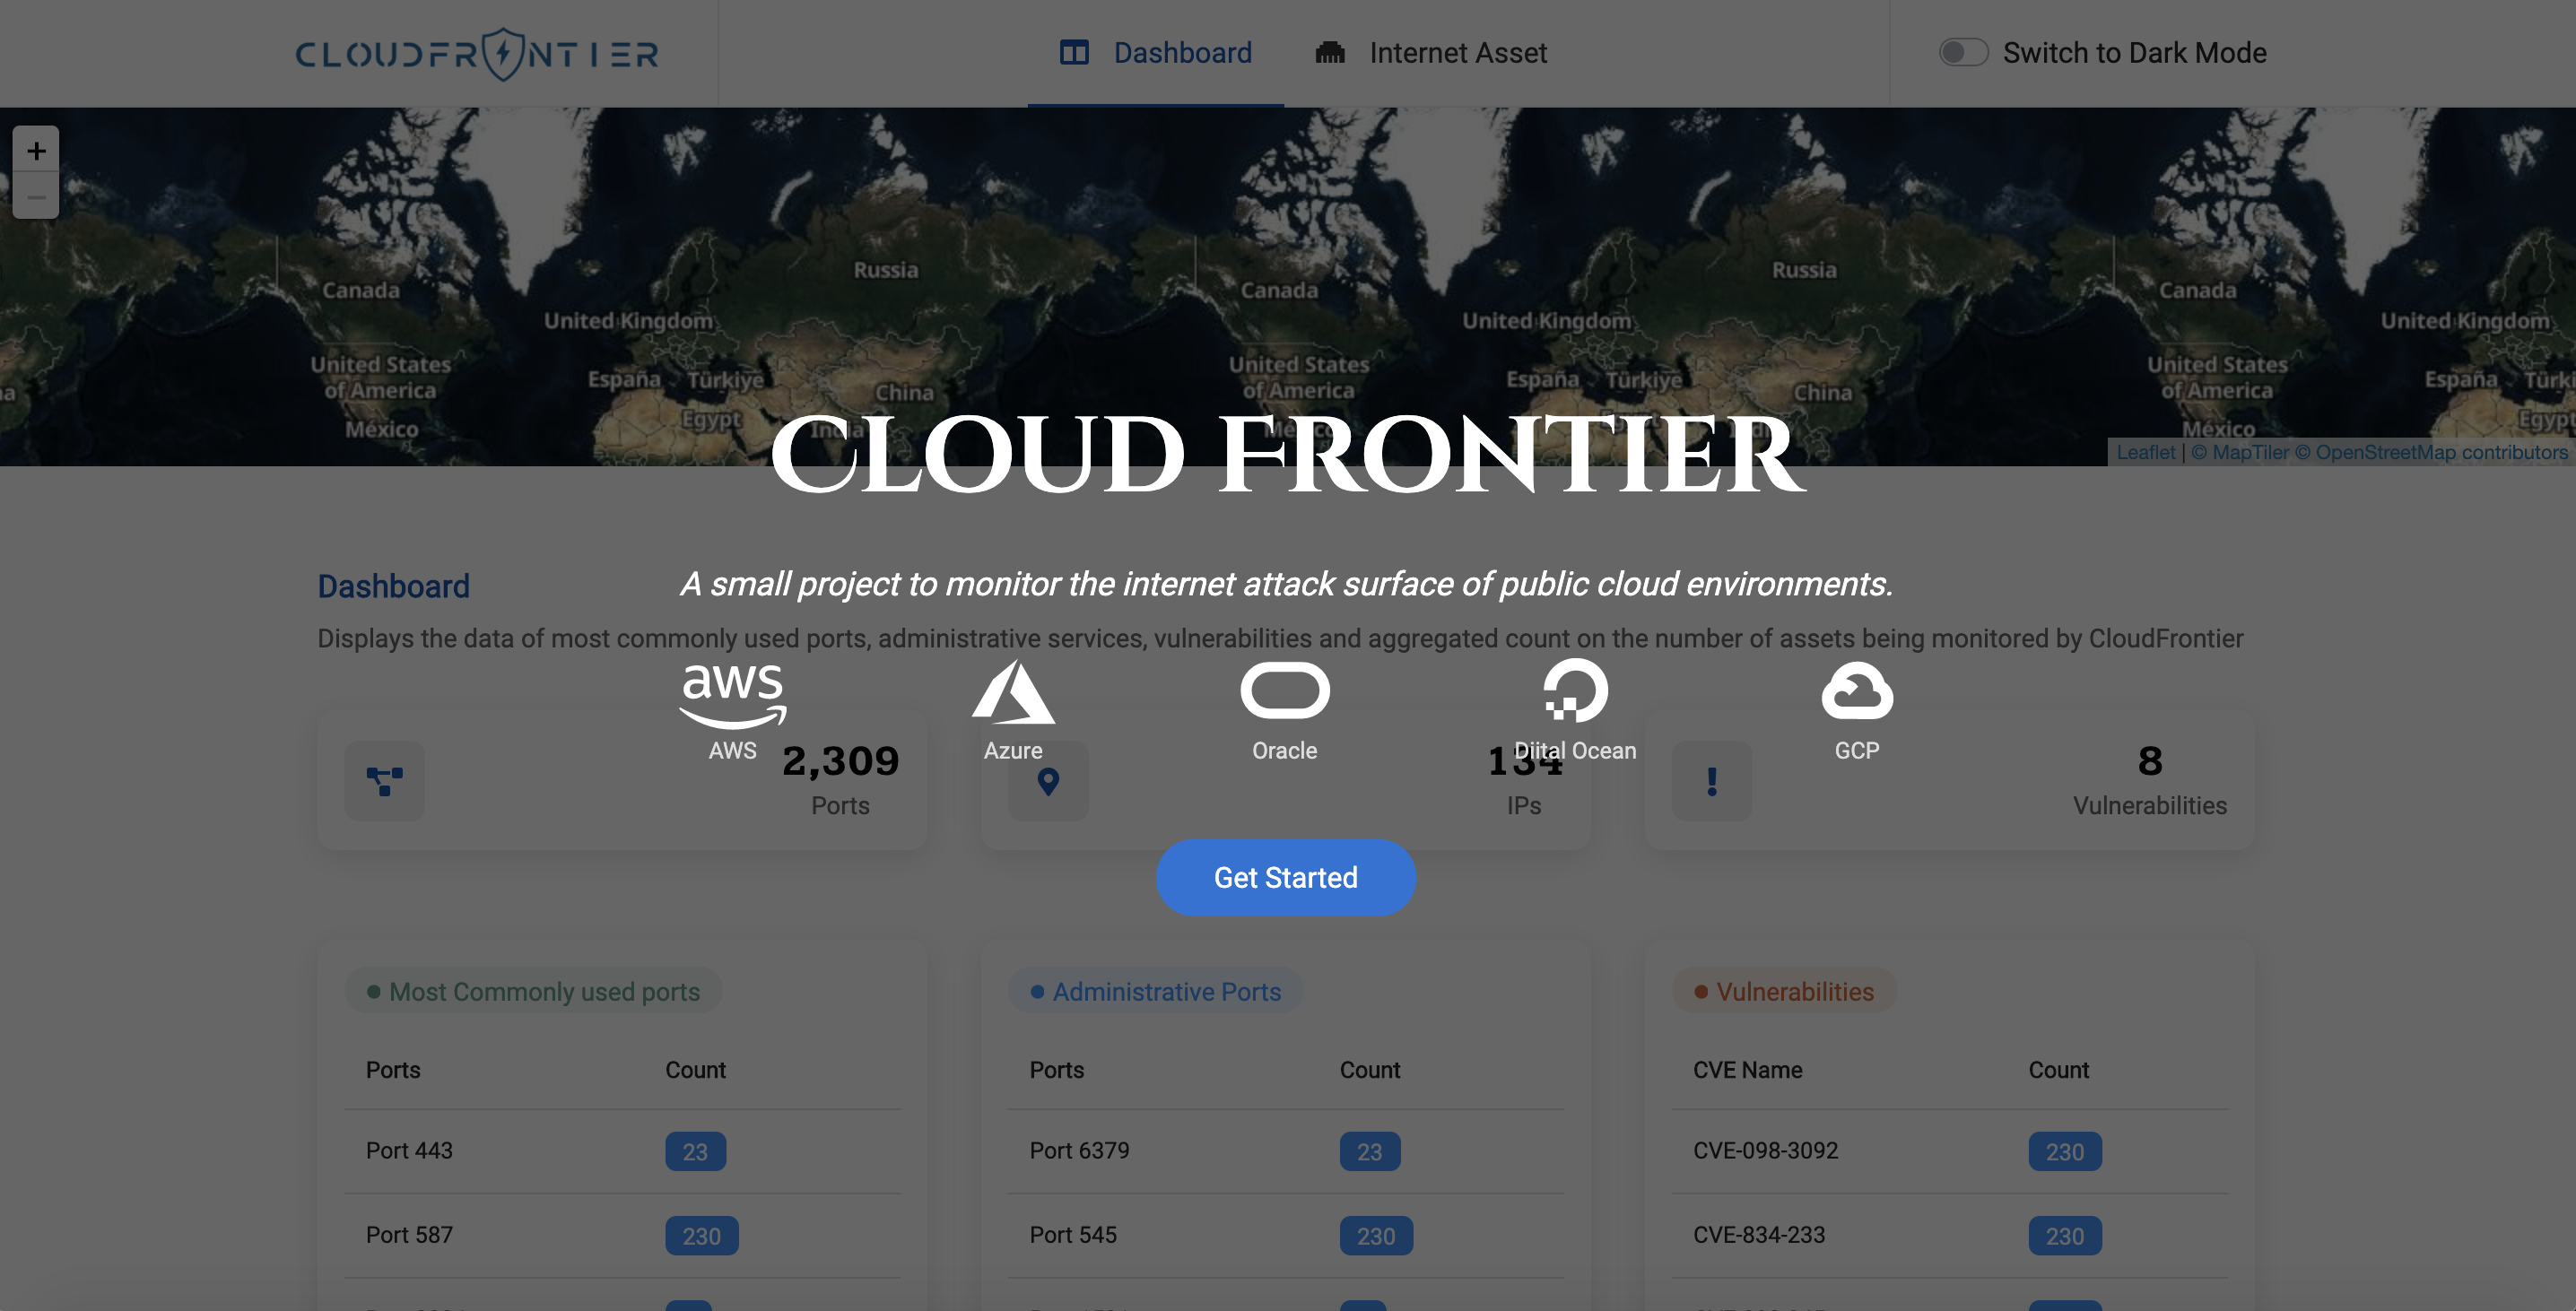 CLOUDFRONTIER
Dashboard
Internet Asset
Switch to Dark Mode
+
−
Russia
Russia
Canada
Canada
Canada
United Kingdom
United Kingdom
United Kingdom
United States
of America
United States
of America
United States
of America
España
Türkiye
China
España
Türkiye
China
España
Egypt
México
India
México
Leaflet | © MapTiler © OpenStreetMap contributors
CLOUD FRONTIER
Dashboard
A small project to monitor the internet attack surface of public cloud environments.
Displays the data of most commonly used ports, administrative services, vulnerabilities and aggregated count on the number of assets being monitored by CloudFrontier
aws
AWS
Azure
Oracle
Diital Ocean
GCP
2,309
Ports
134
IPs
8
Vulnerabilities
Get Started
Most Commonly used ports
Ports Count
Port 443 23
Port 587 230
Administrative Ports
Ports Count
Port 6379 23
Port 545 230
Vulnerabilities
CVE Name Count
CVE-098-3092 230
CVE-834-233 230